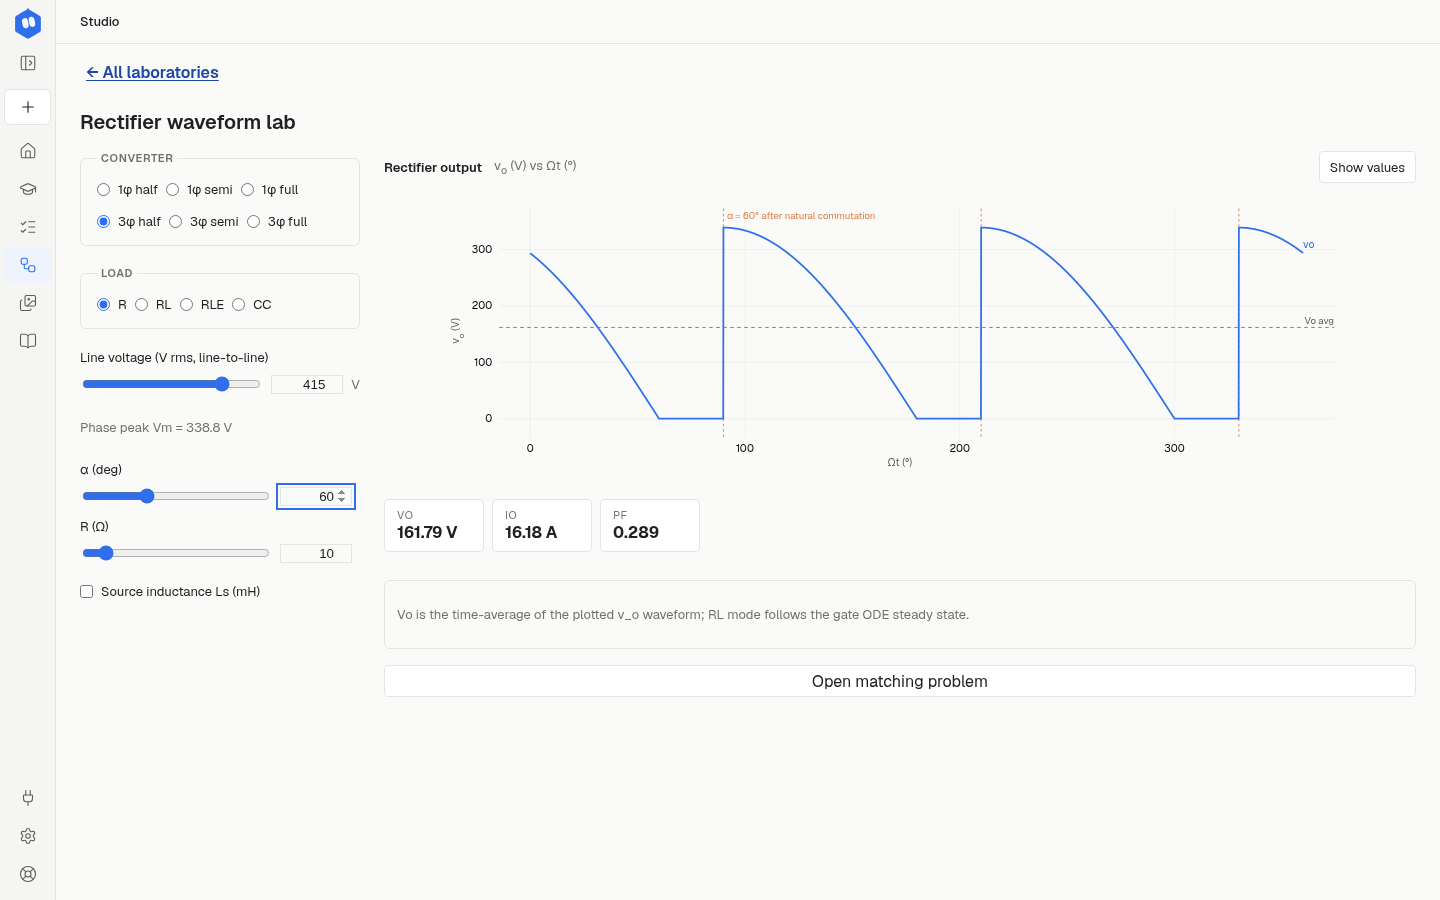 Studio
← All laboratories
Rectifier waveform lab
CONVERTER
1φ half 1φ semi 1φ full
3φ half 3φ semi 3φ full
LOAD
R RL RLE CC
Line voltage (V rms, line-to-line)
415 V
Phase peak Vm = 338.8 V
α (deg)
60
R (Ω)
10
Source inductance Ls (mH)
Rectifier output vo (V) vs Ωt (°)
Show values
α = 60° after natural commutation
vo
Vo avg
300
200
100
0
vo (V)
0 100 200 300
Ωt (°)
VO
161.79 V
IO
16.18 A
PF
0.289
Vo is the time-average of the plotted v_o waveform; RL mode follows the gate ODE steady state.
Open matching problem